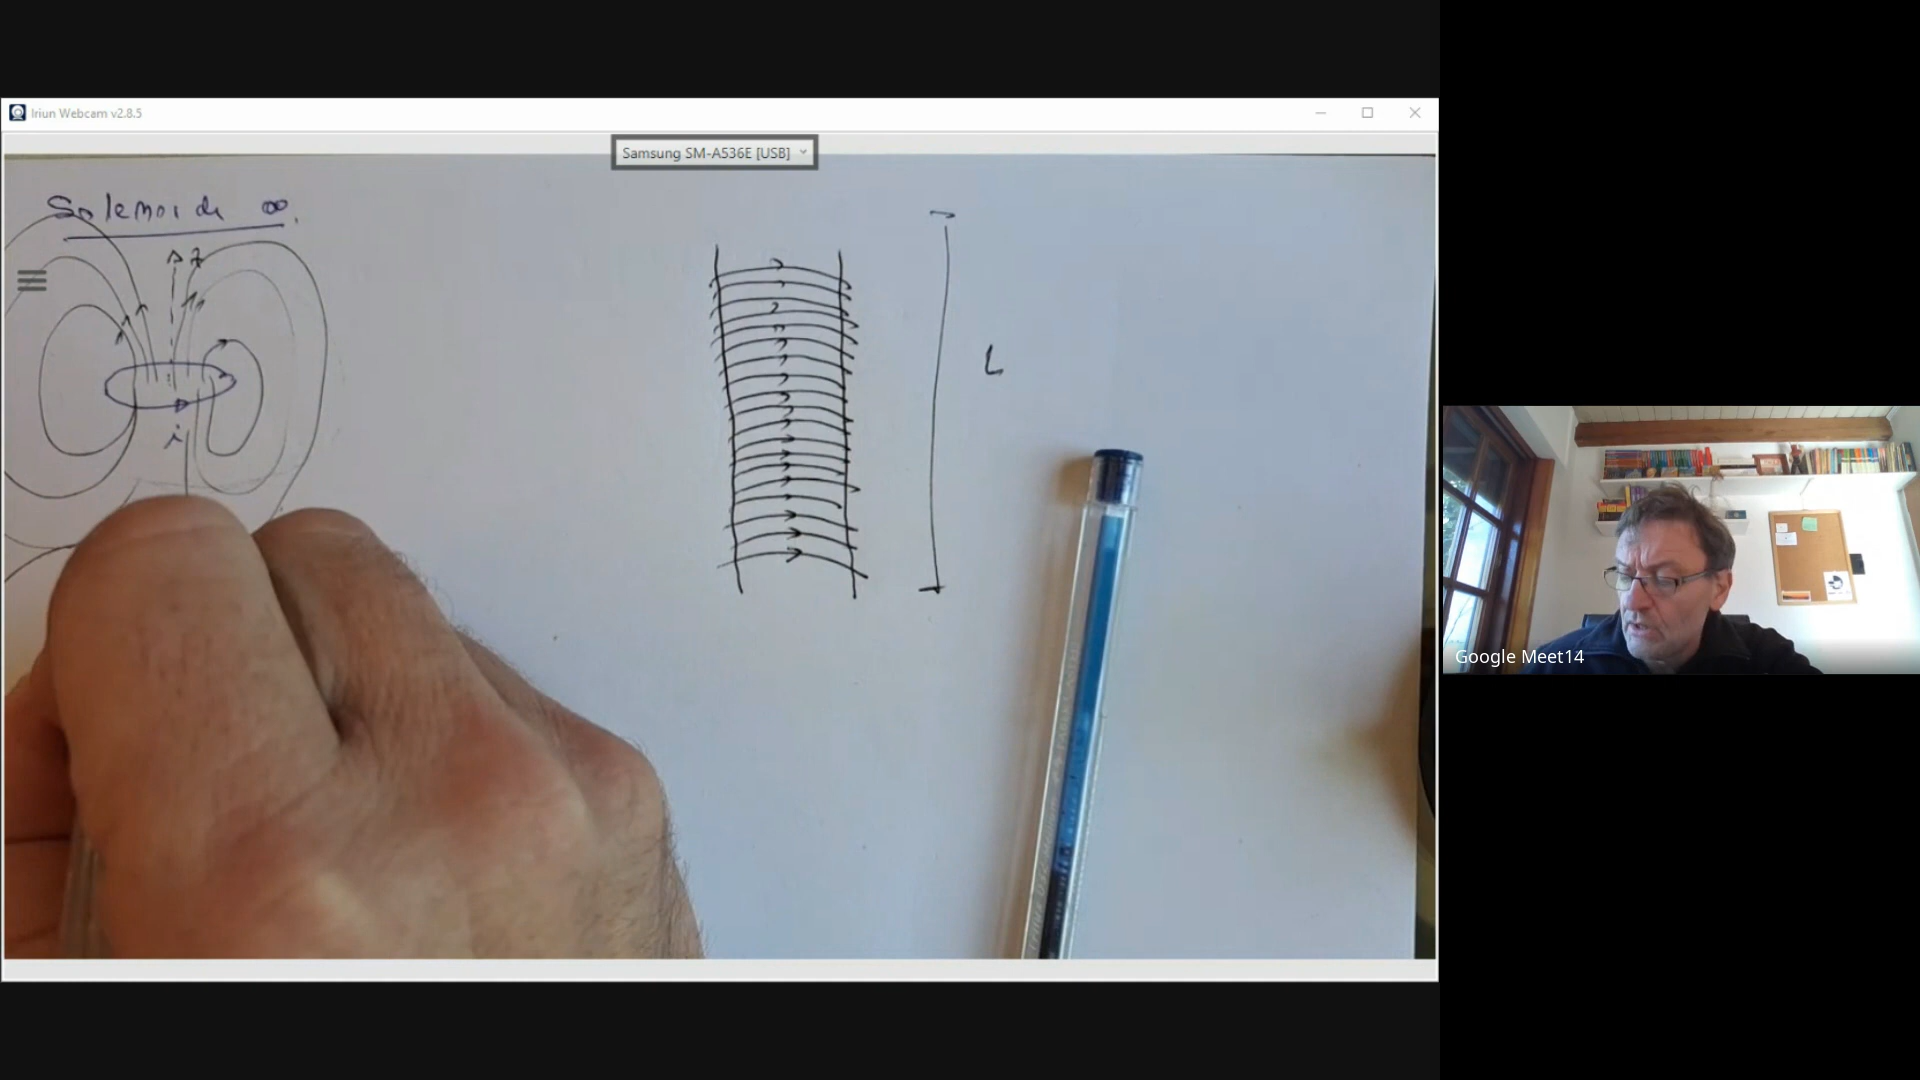 Iriun Webcam v2.8.5
Samsung SM-A536E [USB]
Solenoide ∞.
z
i
L
Google Meet14